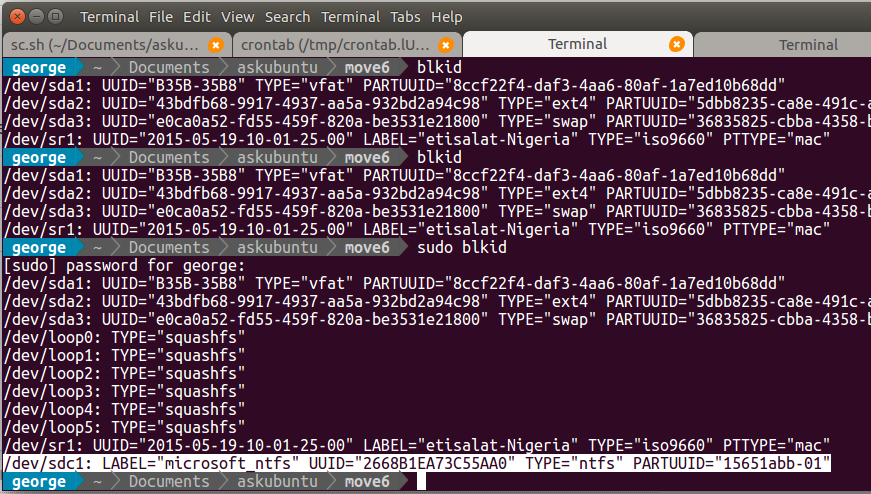 Terminal File Edit View Search Terminal Tabs Help
sc.sh (~/Documents/asku... crontab (/tmp/crontab.lU... Terminal Terminal
george ~ Documents askubuntu move6 blkid
/dev/sda1: UUID="B35B-35B8" TYPE="vfat" PARTUUID="8ccf22f4-daf3-4aa6-80af-1a7ed10b68dd"
/dev/sda2: UUID="43bdfb68-9917-4937-aa5a-932bd2a94c98" TYPE="ext4" PARTUUID="5dbb8235-ca8e-491c-a
/dev/sda3: UUID="e0ca0a52-fd55-459f-820a-be3531e21800" TYPE="swap" PARTUUID="36835825-cbba-4358-b
/dev/sr1: UUID="2015-05-19-10-01-25-00" LABEL="etisalat-Nigeria" TYPE="iso9660" PTTYPE="mac"
george ~ Documents askubuntu move6 blkid
/dev/sda1: UUID="B35B-35B8" TYPE="vfat" PARTUUID="8ccf22f4-daf3-4aa6-80af-1a7ed10b68dd"
/dev/sda2: UUID="43bdfb68-9917-4937-aa5a-932bd2a94c98" TYPE="ext4" PARTUUID="5dbb8235-ca8e-491c-a
/dev/sda3: UUID="e0ca0a52-fd55-459f-820a-be3531e21800" TYPE="swap" PARTUUID="36835825-cbba-4358-b
/dev/sr1: UUID="2015-05-19-10-01-25-00" LABEL="etisalat-Nigeria" TYPE="iso9660" PTTYPE="mac"
george ~ Documents askubuntu move6 sudo blkid
[sudo] password for george:
/dev/sda1: UUID="B35B-35B8" TYPE="vfat" PARTUUID="8ccf22f4-daf3-4aa6-80af-1a7ed10b68dd"
/dev/sda2: UUID="43bdfb68-9917-4937-aa5a-932bd2a94c98" TYPE="ext4" PARTUUID="5dbb8235-ca8e-491c-a
/dev/sda3: UUID="e0ca0a52-fd55-459f-820a-be3531e21800" TYPE="swap" PARTUUID="36835825-cbba-4358-b
/dev/loop0: TYPE="squashfs"
/dev/loop1: TYPE="squashfs"
/dev/loop2: TYPE="squashfs"
/dev/loop3: TYPE="squashfs"
/dev/loop4: TYPE="squashfs"
/dev/loop5: TYPE="squashfs"
/dev/sr1: UUID="2015-05-19-10-01-25-00" LABEL="etisalat-Nigeria" TYPE="iso9660" PTTYPE="mac"
/dev/sdc1: LABEL="microsoft_ntfs" UUID="2668B1EA73C55AA0" TYPE="ntfs" PARTUUID="15651abb-01"
george ~ Documents askubuntu move6